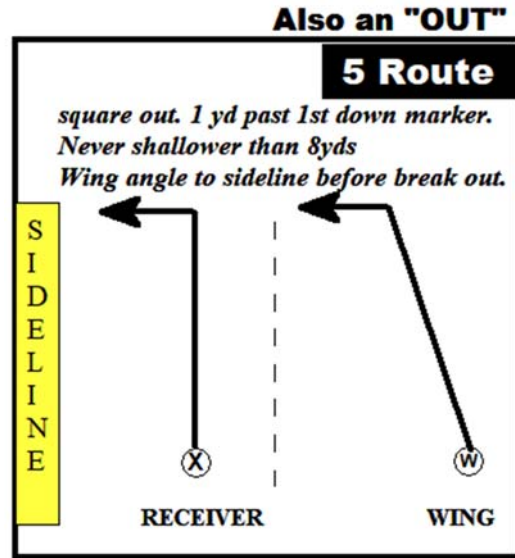 Also an "OUT"
5 Route
square out. 1 yd past 1st down marker.
Never shallower than 8yds
Wing angle to sideline before break out.
SIDELINE
X
W
RECEIVER
WING